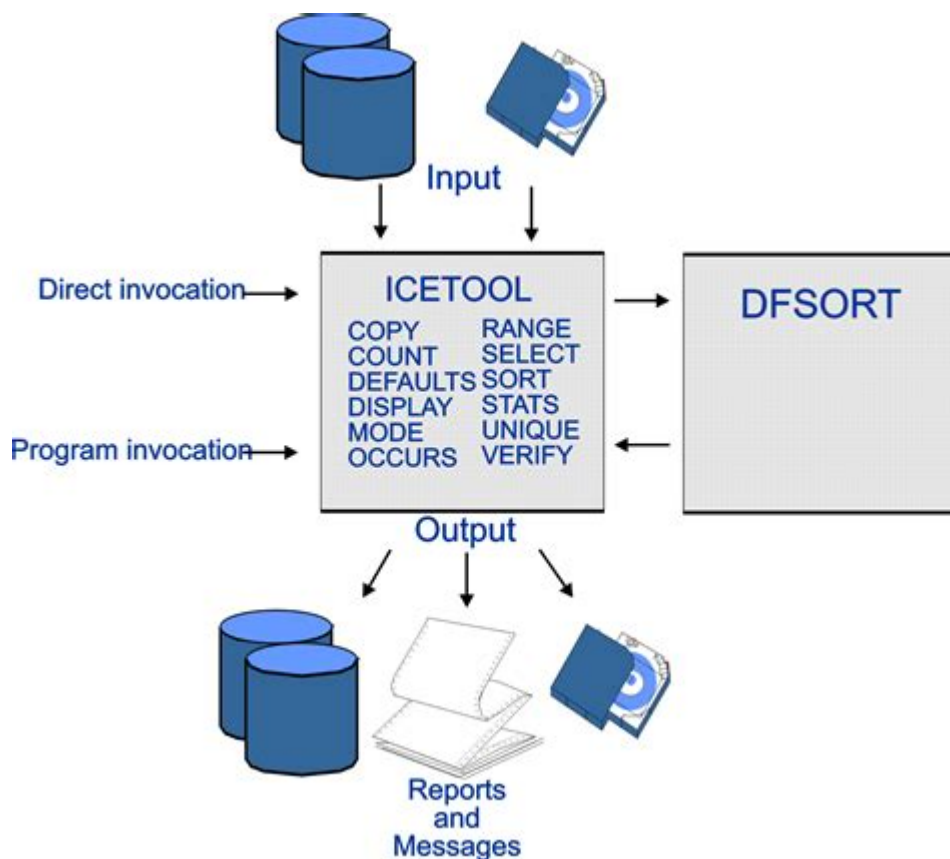 Input
Direct invocation
Program invocation
ICETOOL
COPY
COUNT
DEFAULTS
DISPLAY
MODE
OCCURS
RANGE
SELECT
SORT
STATS
UNIQUE
VERIFY
DFSORT
Output
Reports
and
Messages